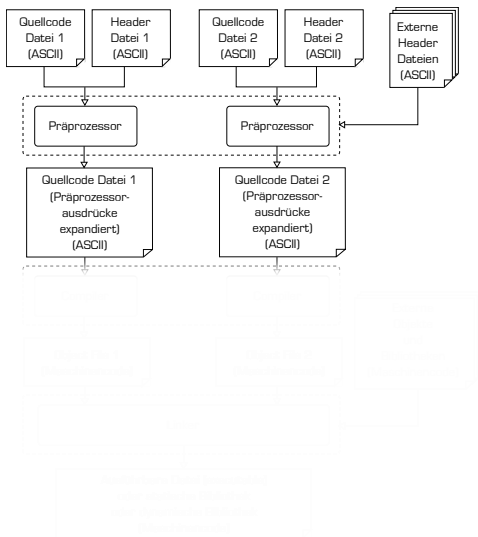 Quellcode
Datei 1
(ASCII)
Header
Datei 1
(ASCII)
Quellcode
Datei 2
(ASCII)
Header
Datei 2
(ASCII)
Externe
Header
Dateien
(ASCII)
Präprozessor
Präprozessor
Quellcode Datei 1
(Präprozessor-
ausdrücke
expandiert)
(ASCII)
Quellcode Datei 2
(Präprozessor-
ausdrücke
expandiert)
(ASCII)